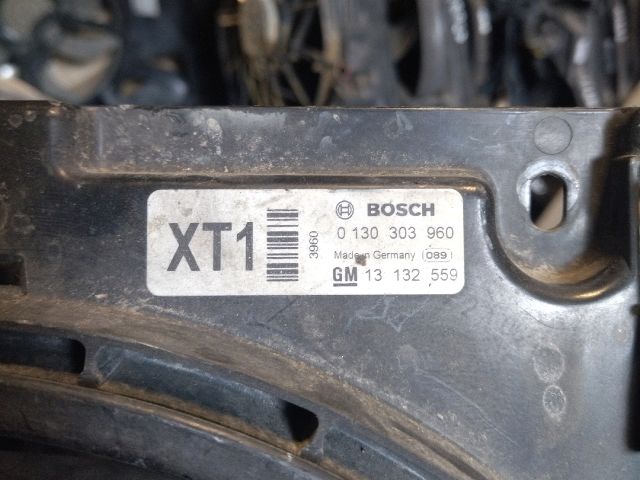 XT1
3960
BOSCH
0 130 303 960
Made in Germany 089
GM 13 132 559